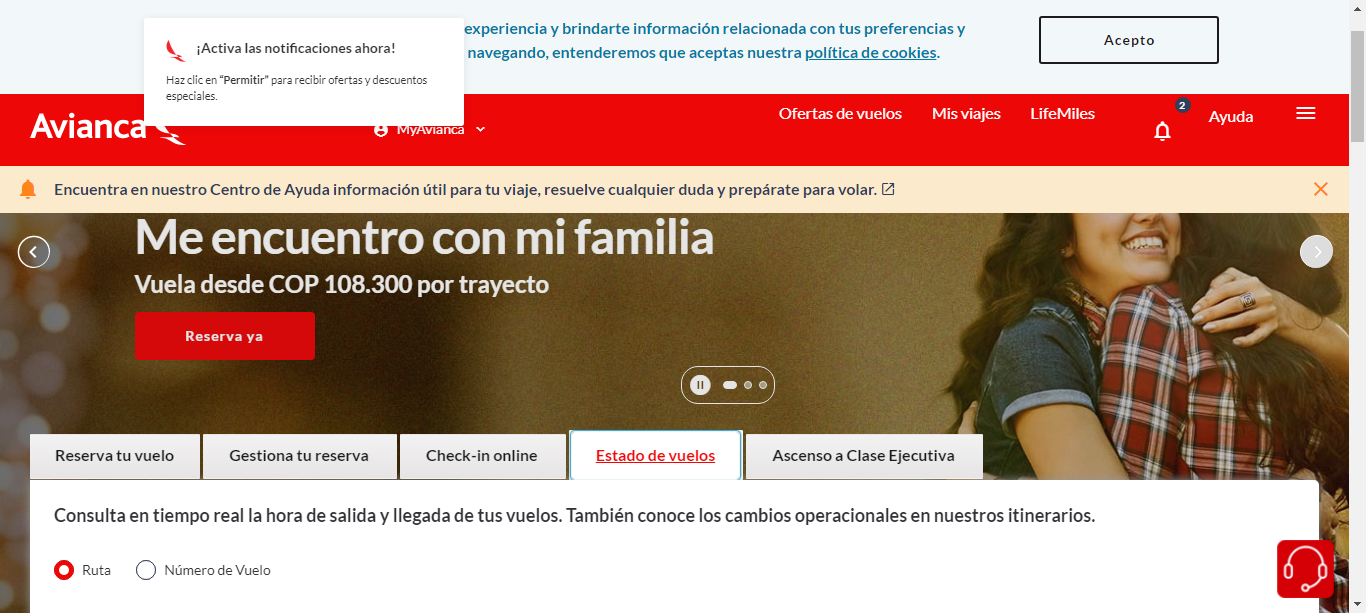 experiencia y brindarte información relacionada con tus preferencias y
navegando, entenderemos que aceptas nuestra política de cookies.
Acepto
¡Activa las notificaciones ahora!
Haz clic en “Permitir” para recibir ofertas y descuentos
especiales.
Avianca
MyAvianca
Ofertas de vuelos
Mis viajes
LifeMiles
2
Ayuda
Encuentra en nuestro Centro de Ayuda información útil para tu viaje, resuelve cualquier duda y prepárate para volar.
Me encuentro con mi familia
Vuela desde COP 108.300 por trayecto
Reserva ya
Reserva tu vuelo
Gestiona tu reserva
Check-in online
Estado de vuelos
Ascenso a Clase Ejecutiva
Consulta en tiempo real la hora de salida y llegada de tus vuelos. También conoce los cambios operacionales en nuestros itinerarios.
Ruta
Número de Vuelo